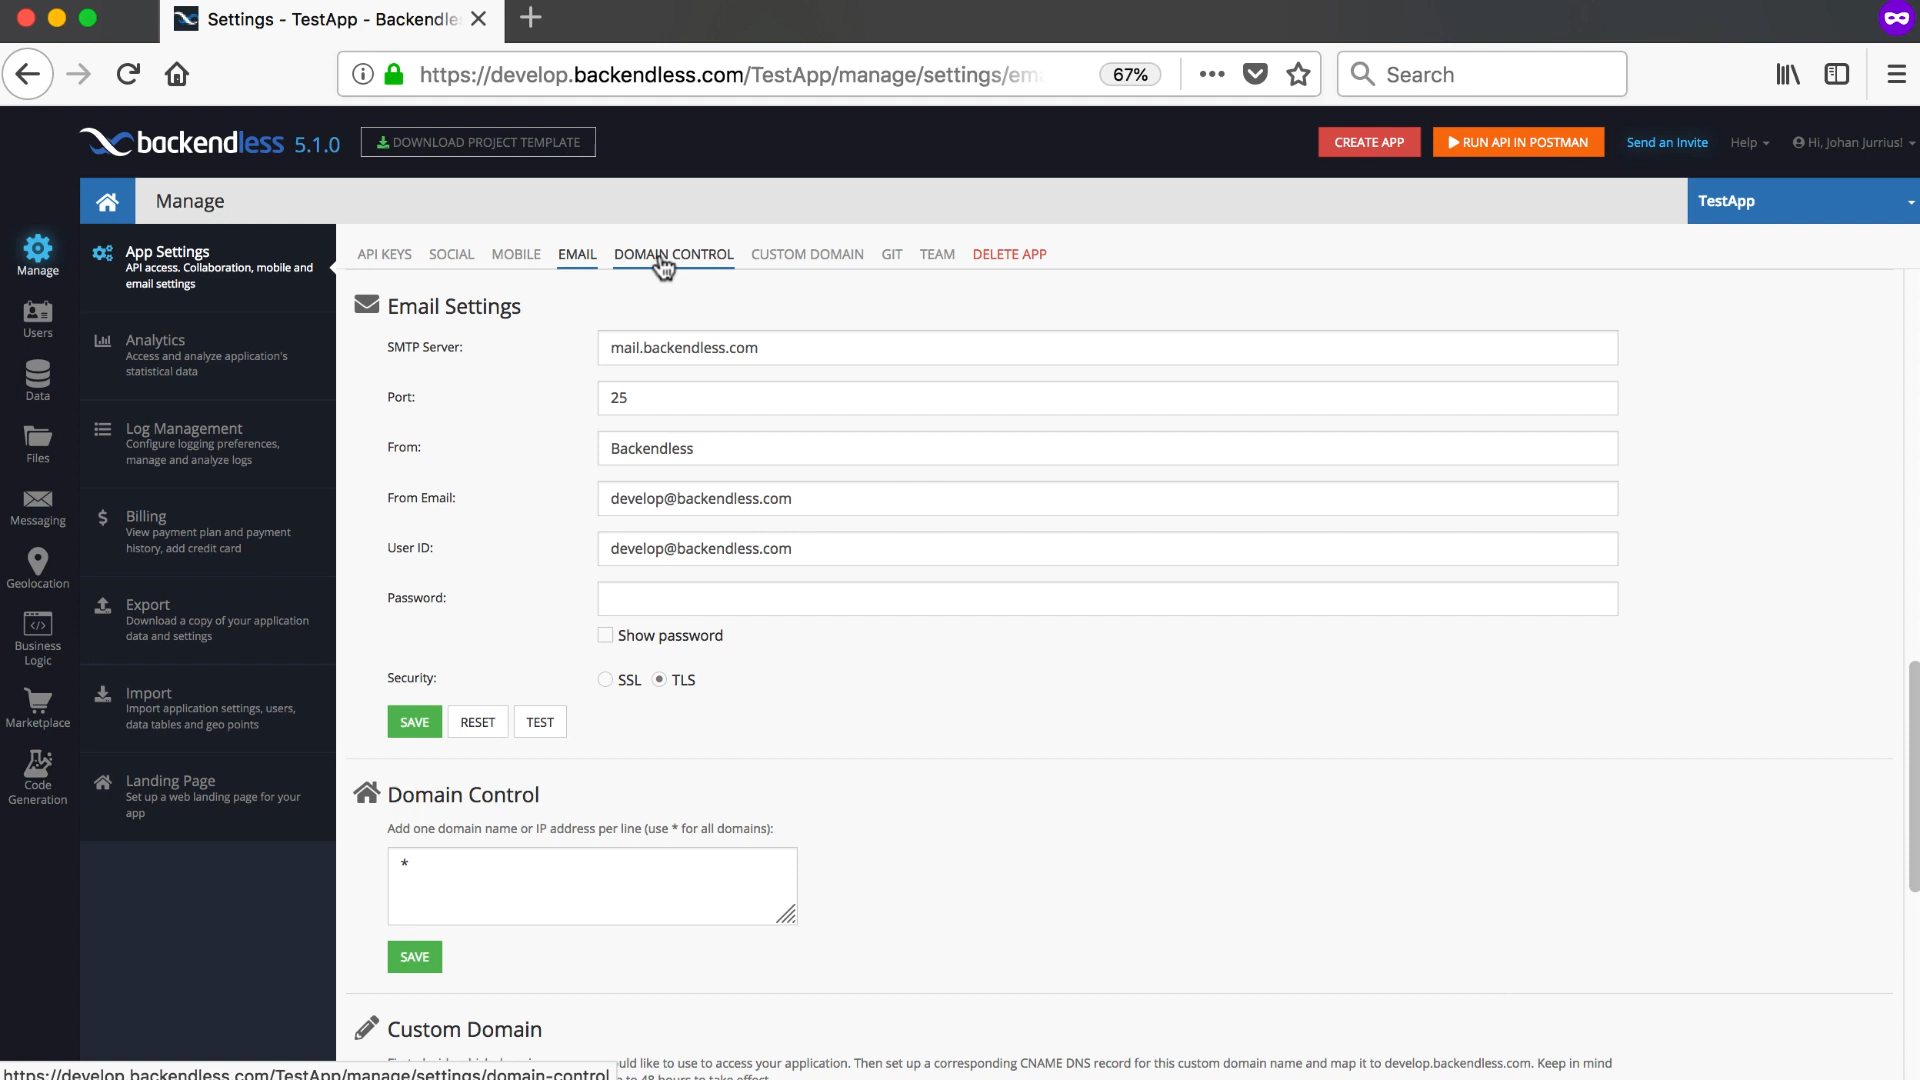 Settings - TestApp - Backendle
https://develop.backendless.com/TestApp/manage/settings/em
67%
Search
backendless 5.1.0
DOWNLOAD PROJECT TEMPLATE
CREATE APP
RUN API IN POSTMAN
Send an Invite
Help
Hi, Johan Jurrius!
Manage
TestApp
Manage
Users
Data
Files
Messaging
Geolocation
Business
Logic
Marketplace
Code
Generation
App Settings
API access. Collaboration, mobile and
email settings
Analytics
Access and analyze application's
statistical data
Log Management
Configure logging preferences,
manage and analyze logs
Billing
View payment plan and payment
history, add credit card
Export
Download a copy of your application
data and settings
Import
Import application settings, users,
data tables and geo points
Landing Page
Set up a web landing page for your
app
API KEYS SOCIAL MOBILE EMAIL DOMAIN CONTROL CUSTOM DOMAIN GIT TEAM DELETE APP
Email Settings
SMTP Server: mail.backendless.com
Port: 25
From: Backendless
From Email: develop@backendless.com
User ID: develop@backendless.com
Password:
Show password
Security: SSL TLS
SAVE RESET TEST
Domain Control
Add one domain name or IP address per line (use * for all domains):
*
SAVE
Custom Domain
uld like to use to access your application. Then set up a corresponding CNAME DNS record for this custom domain name and map it to develop.backendless.com. Keep in mind
https://develop.backendless.com/TestApp/manage/settings/domain-control
to 48 hours to take effect